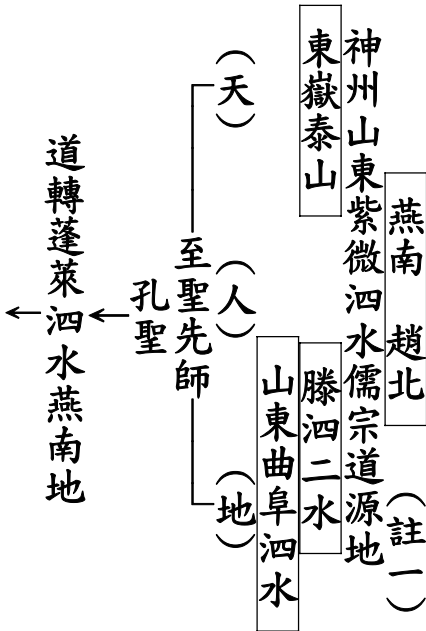 燕南　趙北
神州山東紫微泗水儒宗道源地（註一）
東嶽泰山
滕泗二水
山東曲阜泗水
（天）
（人）
（地）
至聖先師
孔聖
道轉蓬萊泗水燕南地